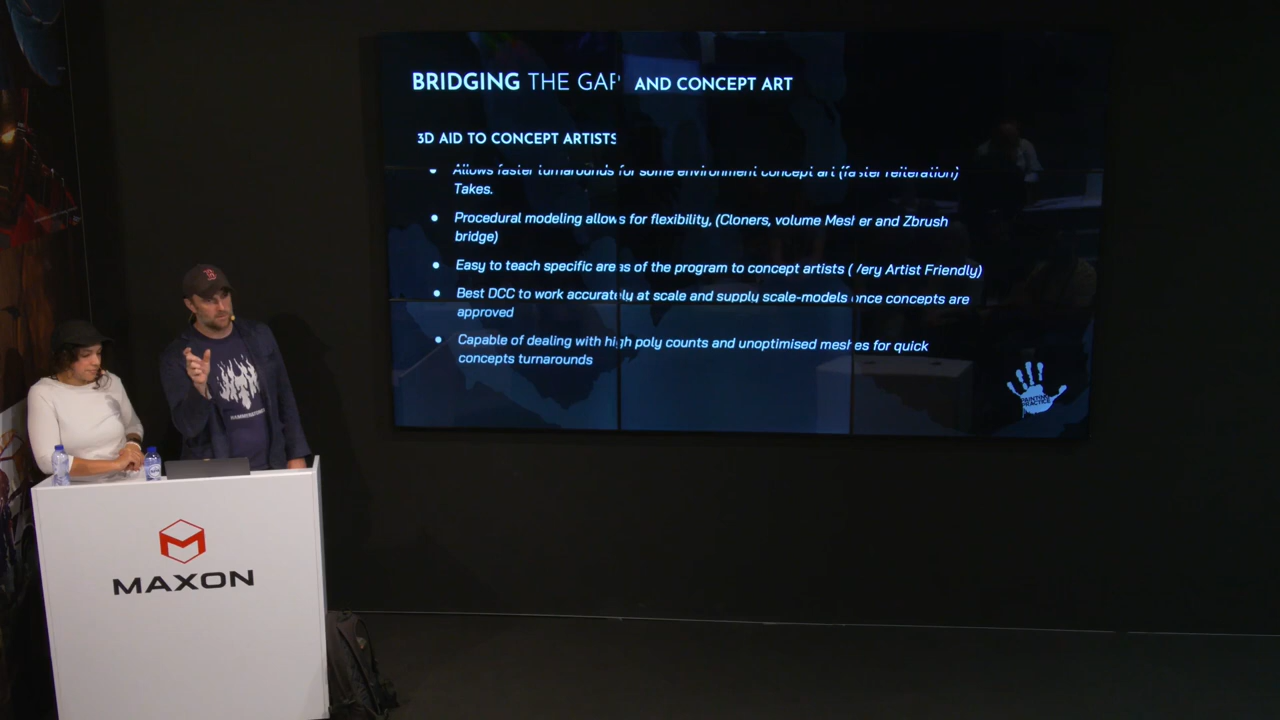 BRIDGING THE GAP AND CONCEPT ART
3D AID TO CONCEPT ARTISTS
Allows faster turnarounds for some environment concept art (faster reiteration)
Takes.
Procedural modeling allows for flexibility, (Cloners, volume Mesher and Zbrush
bridge)
Easy to teach specific areas of the program to concept artists (Very Artist Friendly)
Best DCC to work accurately at scale and supply scale-models once concepts are
approved
Capable of dealing with high poly counts and unoptimised meshes for quick
concepts turnarounds
PAINTING
PRACTICE
B
MAXON